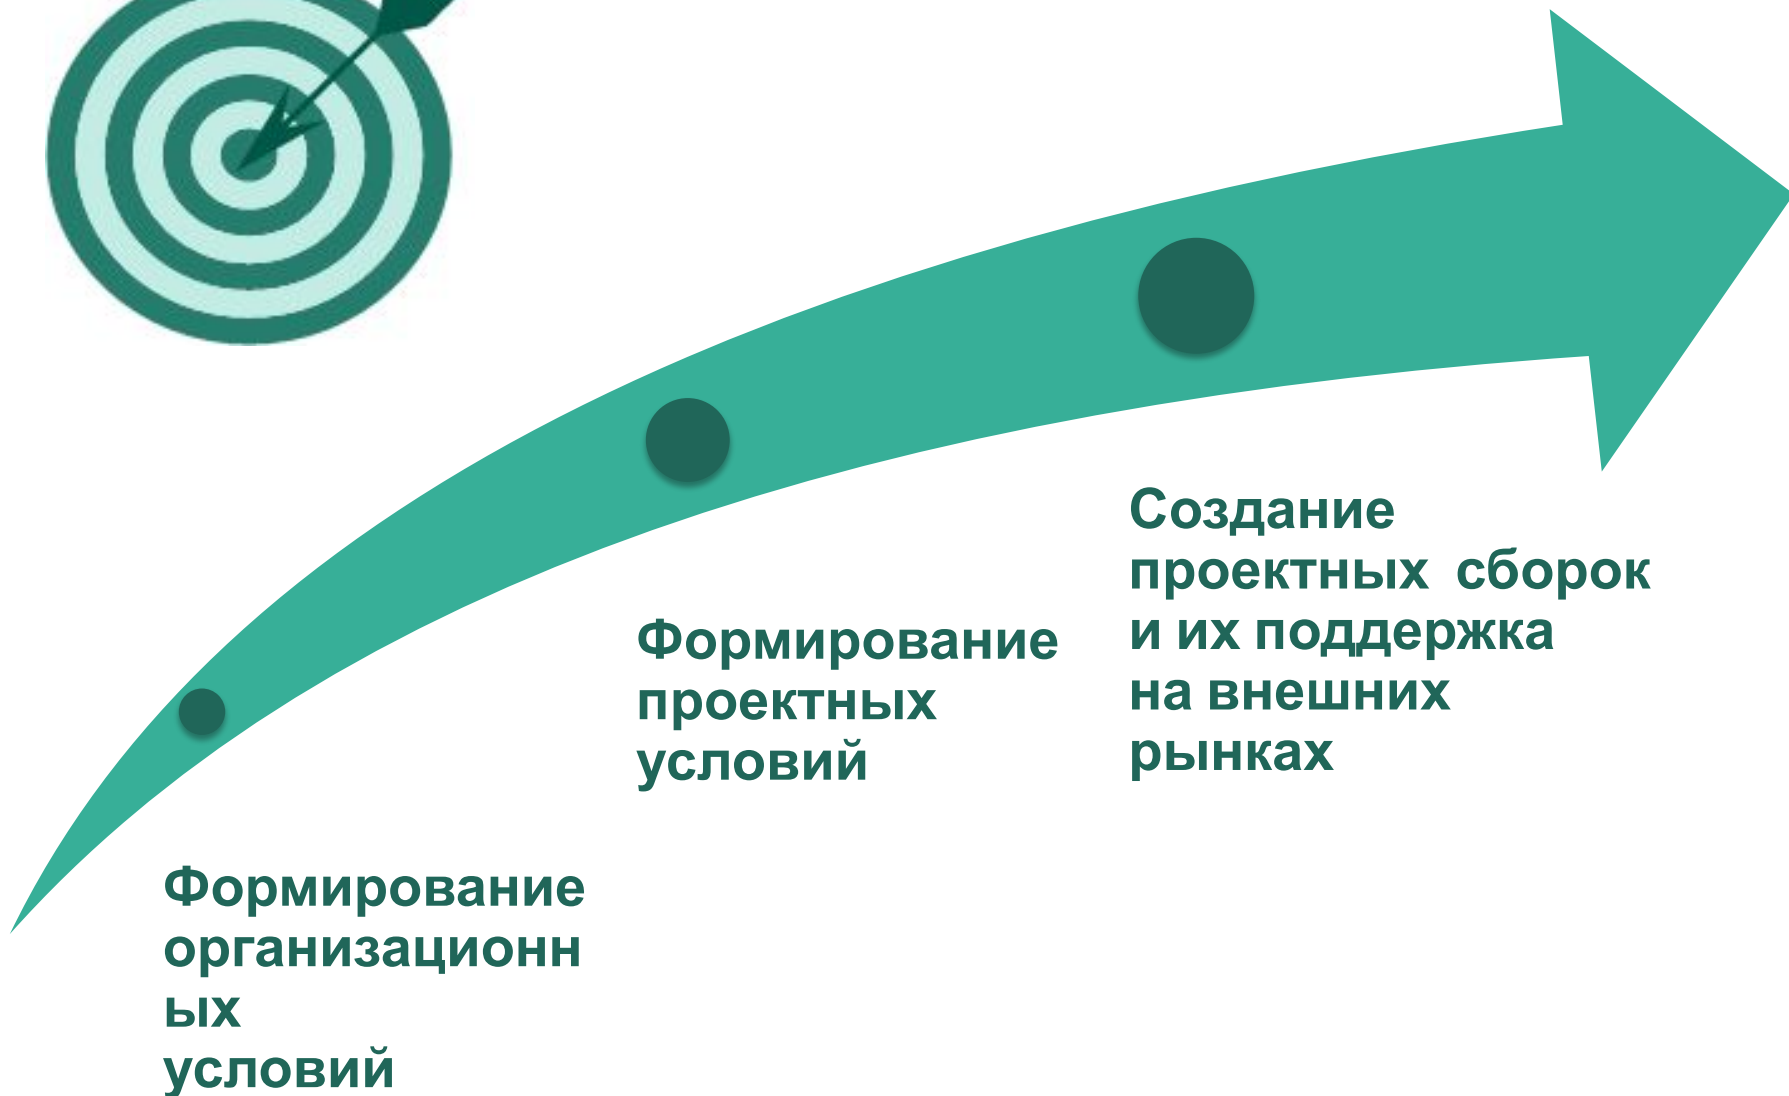 Формирование
организационн
ых
условий
Формирование
проектных
условий
Создание
проектных  сборок
и их поддержка
на внешних
рынках